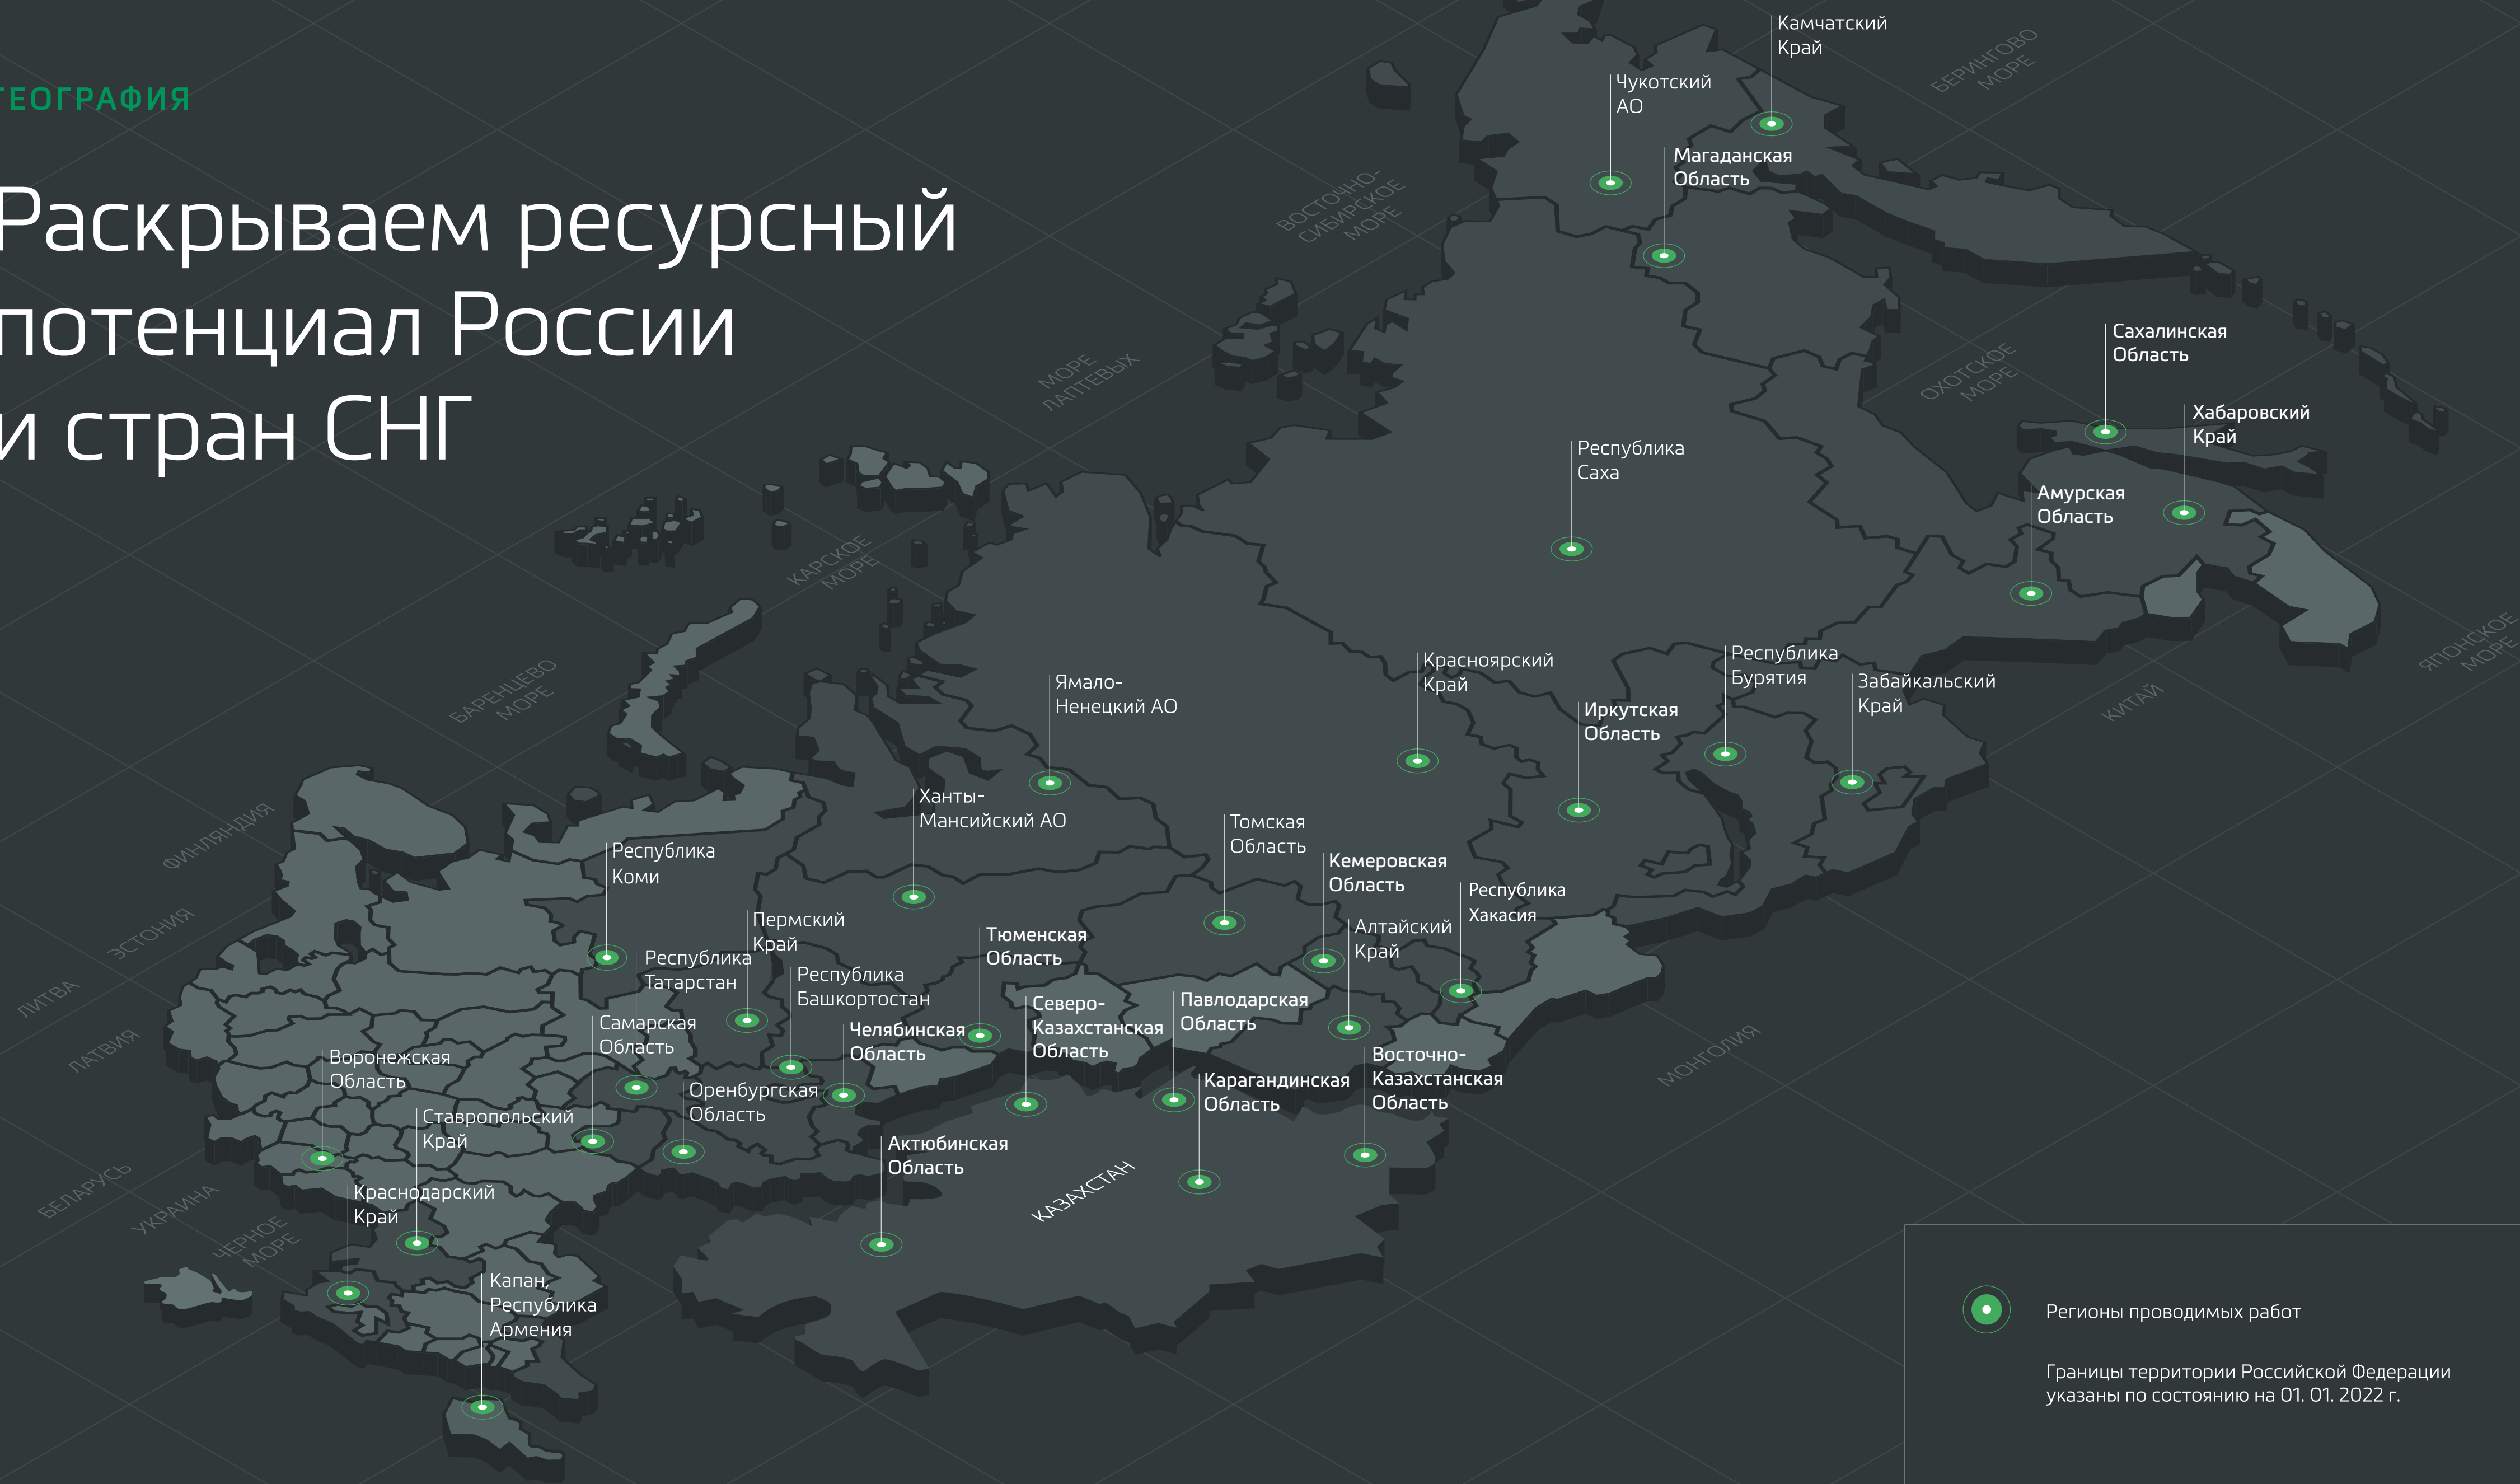 ГЕОГРАФИЯ
Раскрываем ресурсный
потенциал России
и стран СНГ
Камчатский
Край
Чукотский
АО
Магаданская
Область
БЕРИНГОВО
МОРЕ
ВОСТОЧНО-
СИБИРСКОЕ
МОРЕ
МОРЕ
ЛАПТЕВЫХ
ОХОТСКОЕ
МОРЕ
Сахалинская
Область
Хабаровский
Край
Амурская
Область
Республика
Саха
КАРСКОЕ
МОРЕ
БАРЕНЦЕВО
МОРЕ
ЯПОНСКОЕ
МОРЕ
КИТАЙ
Ямало-
Ненецкий АО
Красноярский
Край
Республика
Бурятия
Забайкальский
Край
Иркутская
Область
Ханты-
Мансийский АО
Томская
Область
Кемеровская
Область
Республика
Хакасия
Алтайский
Край
ФИНЛЯНДИЯ
ЭСТОНИЯ
ЛИТВА
ЛАТВИЯ
БЕЛАРУСЬ
УКРАИНА
ЧЕРНОЕ
МОРЕ
Республика
Коми
Пермский
Край
Республика
Татарстан
Республика
Башкортостан
Тюменская
Область
Самарская
Область
Челябинская
Область
Северо-
Казахстанская
Область
Павлодарская
Область
Воронежская
Область
Оренбургская
Область
Карагандинская
Область
Восточно-
Казахстанская
Область
МОНГОЛИЯ
Ставропольский
Край
Актюбинская
Область
КАЗАХСТАН
Краснодарский
Край
Капан,
Республика
Армения
Регионы проводимых работ
Границы территории Российской Федерации
указаны по состоянию на 01. 01. 2022 г.